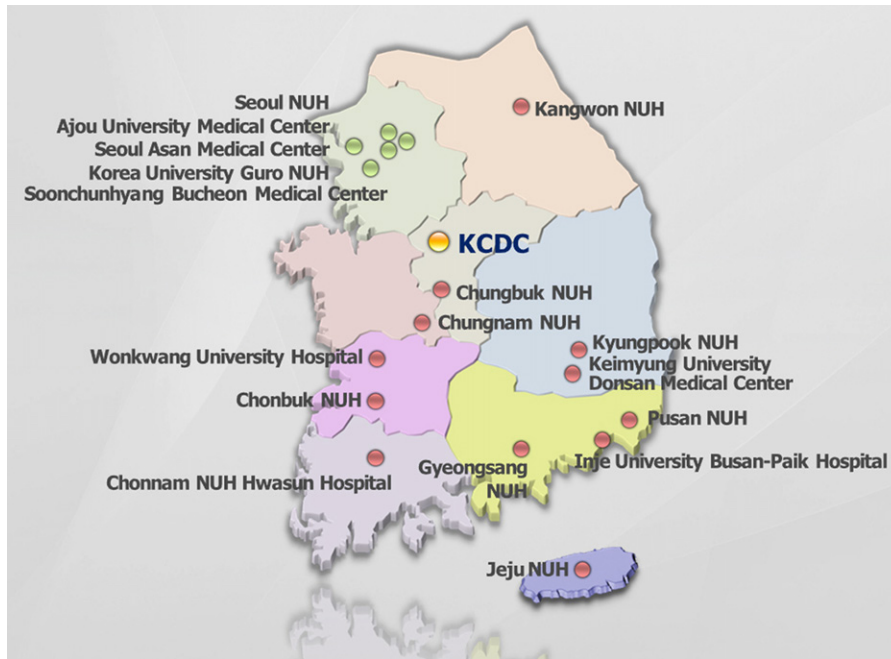 Seoul NUH
Ajou University Medical Center
Seoul Asan Medical Center
Korea University Guro NUH
Soonchunhyang Bucheon Medical Center
Kangwon NUH
KCDC
Chungbuk NUH
Chungnam NUH
Wonkwang University Hospital
Kyungpook NUH
Keimyung University
Donsan Medical Center
Chonbuk NUH
Pusan NUH
Inje University Busan-Paik Hospital
Gyeongsang
NUH
Chonnam NUH Hwasun Hospital
Jeju NUH